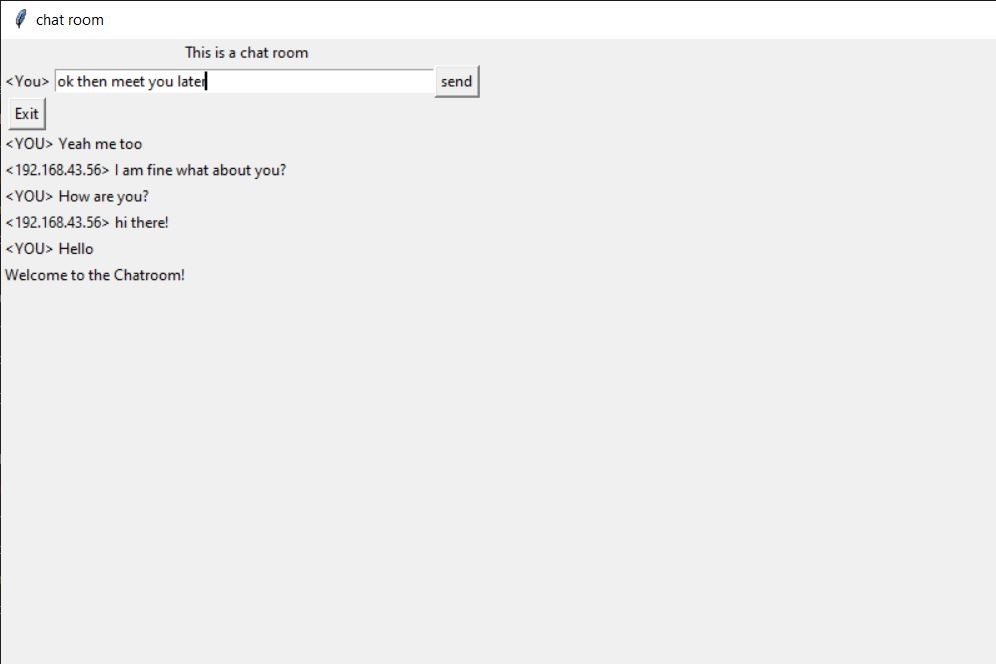 chat room
This is a chat room
<You> ok then meet you later send
Exit
<YOU> Yeah me too
<192.168.43.56> I am fine what about you?
<YOU> How are you?
<192.168.43.56> hi there!
<YOU> Hello
Welcome to the Chatroom!